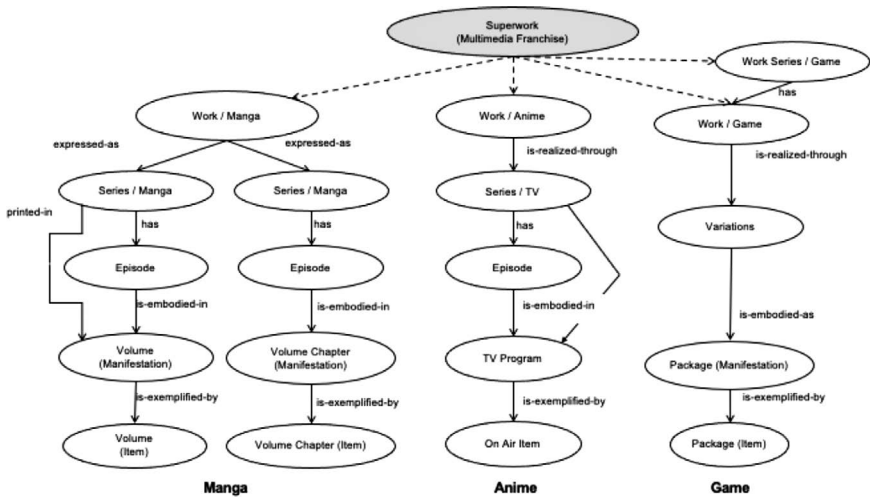 Superwork
(Multimedia Franchise)
Work Series / Game
has
Work / Manga
Work / Anime
Work / Game
expressed-as
expressed-as
is-realized-through
is-realized-through
Series / Manga
Series / Manga
Series / TV
printed-in
has
has
has
Variations
Episode
Episode
Episode
is-embodied-in
is-embodied-in
is-embodied-in
is-embodied-as
Volume
(Manifestation)
Volume Chapter
(Manifestation)
TV Program
Package (Manifestation)
is-exemplified-by
is-exemplified-by
is-exemplified-by
is-exemplified-by
Volume
(Item)
Volume Chapter (Item)
On Air Item
Package (Item)
Manga
Anime
Game